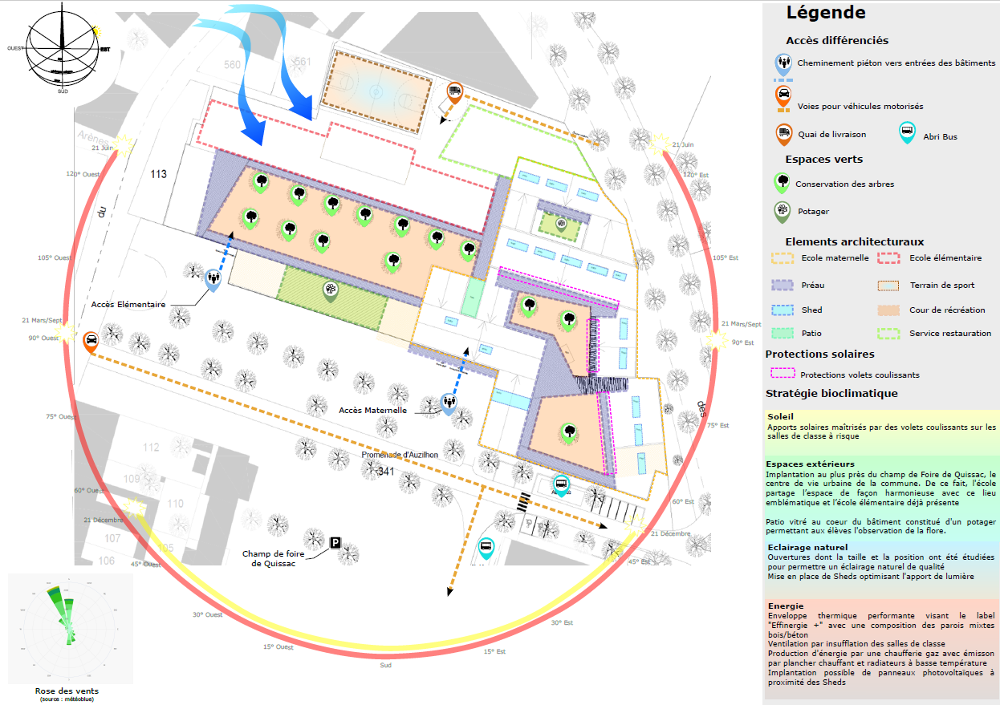 OUEST
EST
SUD
560
561
Arènes
21 Juin
120° Ouest
113
du
105° Ouest
Accès Elémentaire
21 Mars/Sept
90° Ouest
75° Ouest
Accès Maternelle
Promenade d'Auzilhon
341
112
109
110
60° Oue
21 Décembre
107
105
106
45° Ouest
Champ de foire
de Quissac
P
30° Ouest
15° Ouest
Sud
15° Est
30° Est
45° Est
21 Décembre
60° Est
75° Est
des
21 Mars/Sept
90° Est
105° Est
120° Est
21 Juin
Rose des vents
(source : météoblue)
Légende
Accès différenciés
Cheminement piéton vers entrées des bâtiments
Voies pour véhicules motorisés
Quai de livraison
Abri Bus
Espaces verts
Conservation des arbres
Potager
Elements architecturaux
Ecole maternelle
Ecole élémentaire
Préau
Terrain de sport
Shed
Cour de récréation
Patio
Service restauration
Protections solaires
Protections volets coulissants
Stratégie bioclimatique
Soleil
Apports solaires maîtrisés par des volets coulissants sur les
salles de classe à risque
Espaces extérieurs
Implantation au plus près du champ de Foire de Quissac, le
centre de vie urbaine de la commune. De ce fait, l'école
partage l'espace de façon harmonieuse avec ce lieu
emblématique et l'école élémentaire déjà présente
Patio vitré au coeur du bâtiment constitué d'un potager
permettant aux élèves l'observation de la flore.
Eclairage naturel
Ouvertures dont la taille et la position ont été étudiées
pour permettre un éclairage naturel de qualité
Mise en place de Sheds optimisant l'apport de lumière
Energie
Enveloppe thermique performante visant le label
"Effinergie +" avec une composition des parois mixtes
bois/béton
Ventilation par insufflation des salles de classe
Production d'énergie par une chaufferie gaz avec émisson
par plancher chauffant et radiateurs à basse température
Implantation possible de panneaux photovoltaïques à
proximité des Sheds